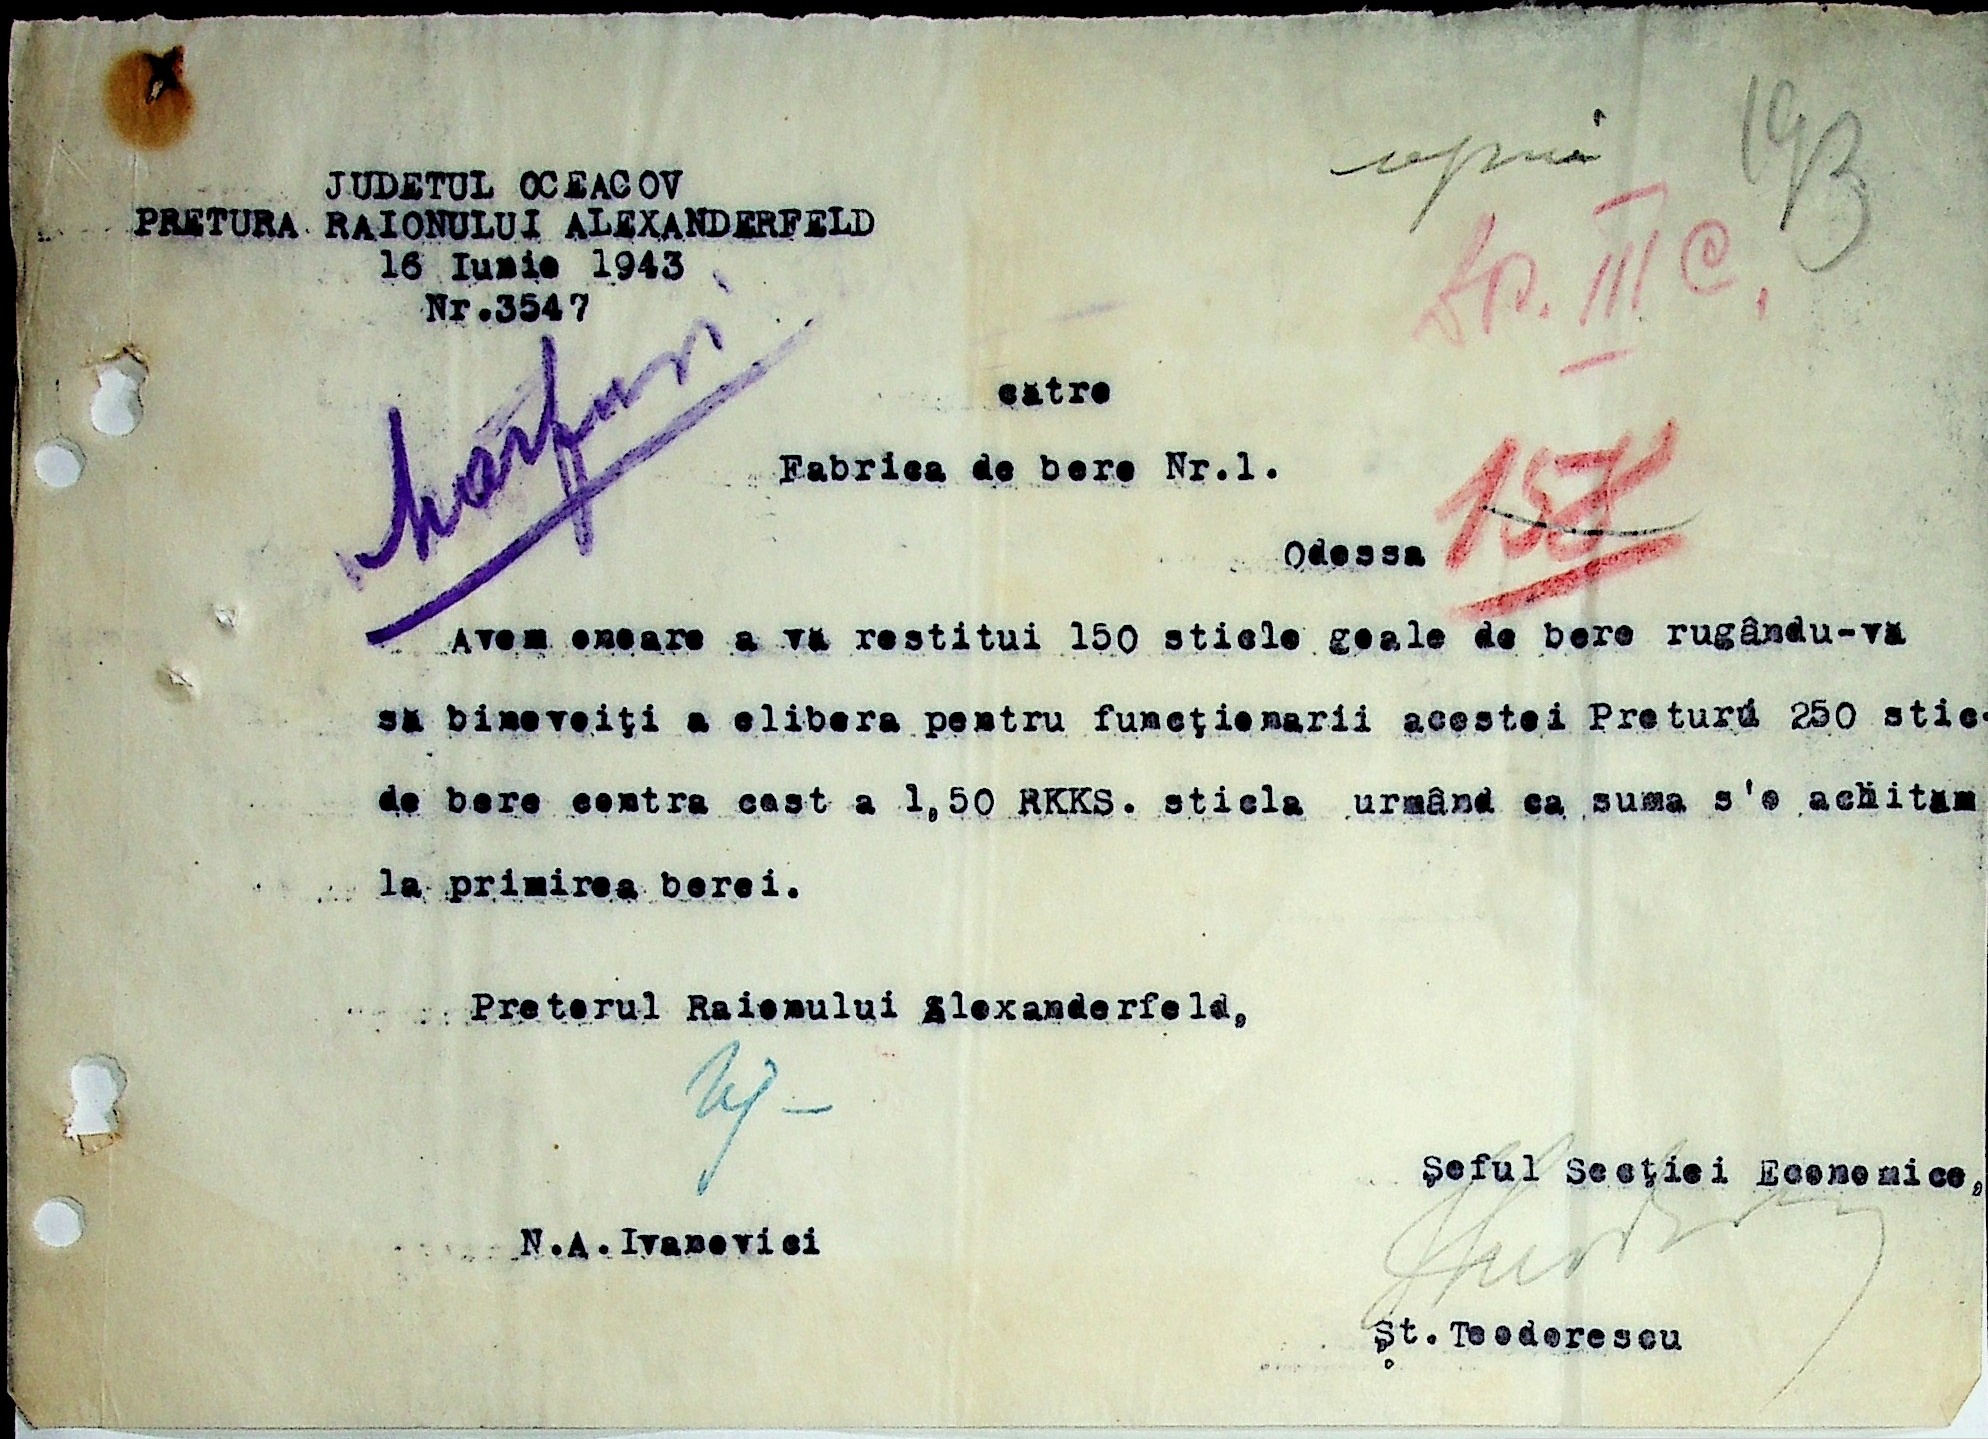 193
JUDETUL OCEACOV
PRETURA RAIONULUI ALEXANDERFELD
16 Iunie 1943
Nr.3547
III C.
Marfuri
către
Fabrica de bere Nr.1.
Odessa
Avem onoare a vă restitui 150 sticle goale de bere rugându-vă
să binevoiţi a elibera pentru funcţionarii acestei Preturi 250 stic-
de bere contra cost a 1,50 RKKS. sticla urmând ca suma s'o achităm
la primirea berei.
Pretorul Raionului Alexanderfeld,
Şeful Secţiei Economice,
N.A.Ivanovici
Şt.Teodorescu